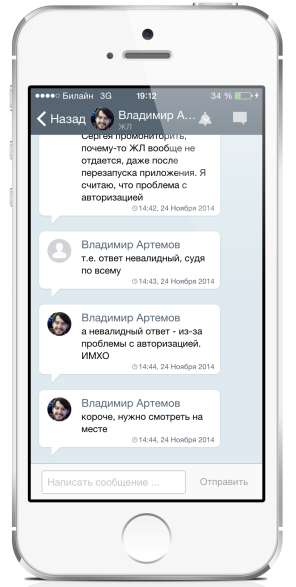 Билайн 3G 19:12 34 %
Назад Владимир А...
ЖЛ
Сергея промониторить,
почему-то ЖЛ вообще не
отдается, даже после
перезапуска приложения. Я
считаю, что проблема с
авторизацией
14:42, 24 Ноября 2014
Владимир Артемов
т.е. ответ невалидный, судя
по всему
14:43, 24 Ноября 2014
Владимир Артемов
а невалидный ответ - из-за
проблемы с авторизацией.
ИМХО
14:44, 24 Ноября 2014
Владимир Артемов
короче, нужно смотреть на
месте
14:44, 24 Ноября 2014
Написать сообщение ... Отправить